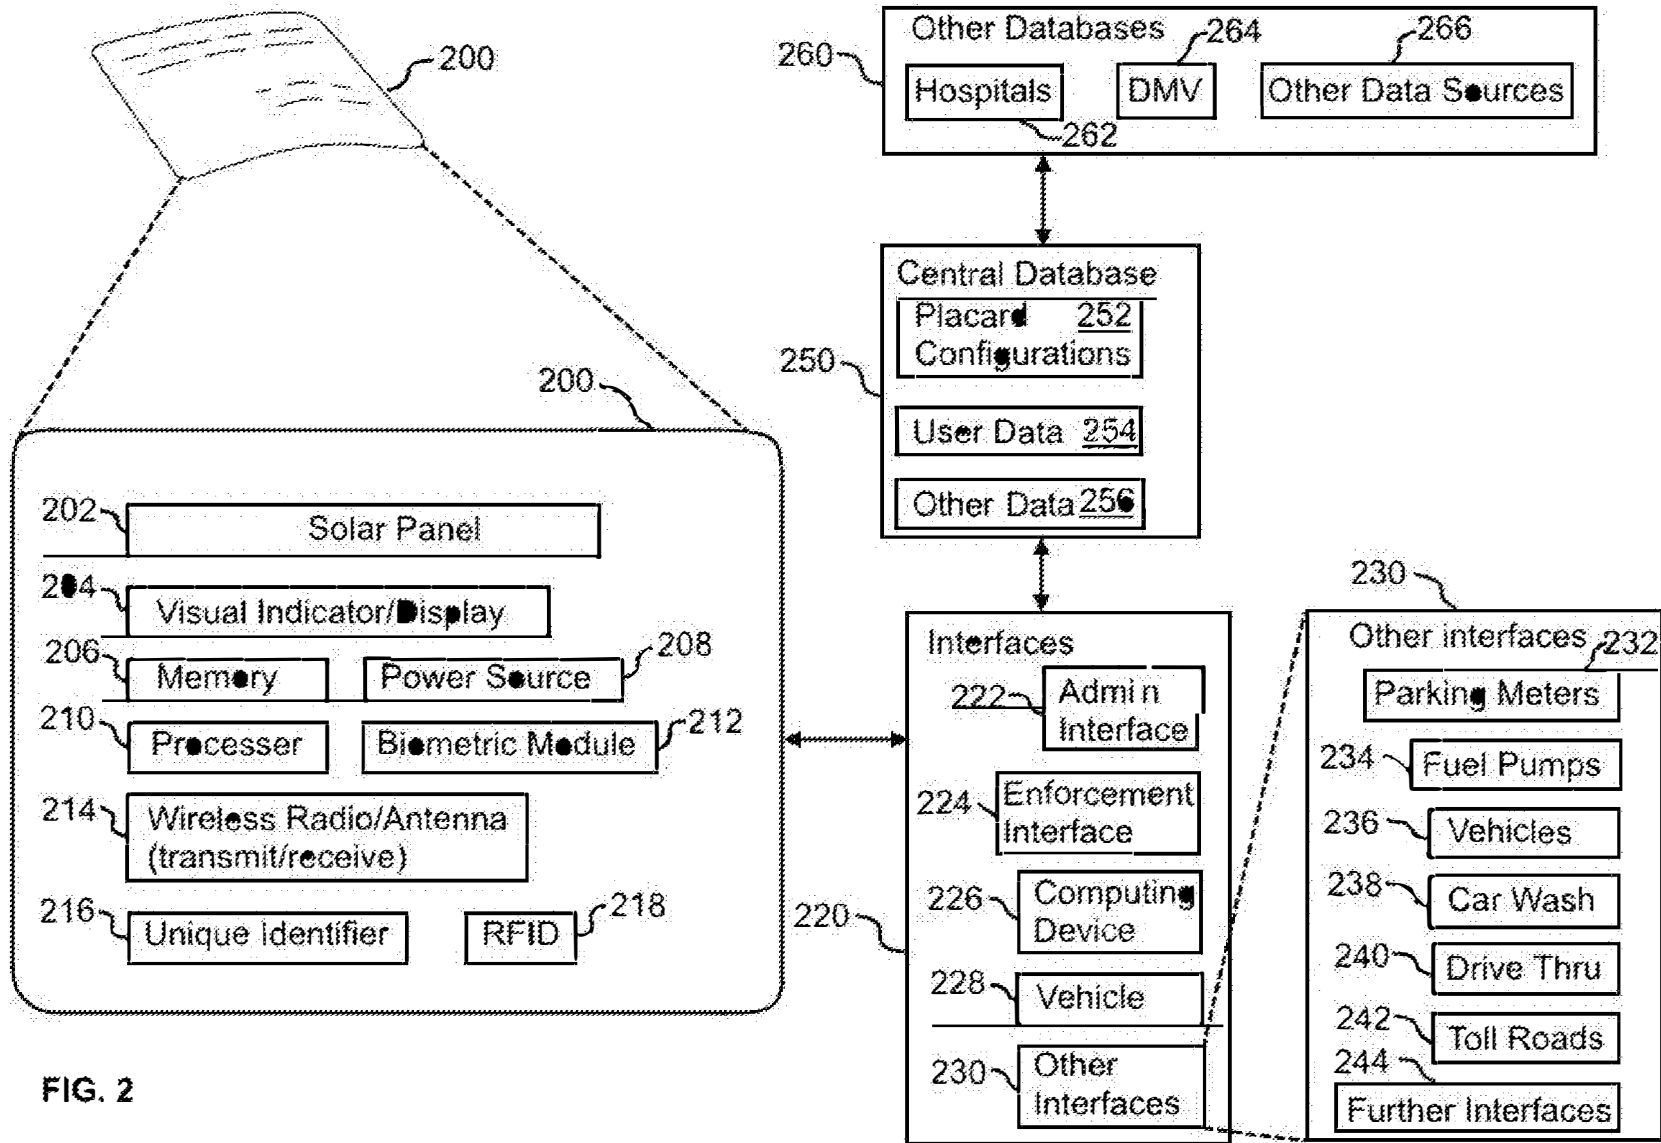 200
Other Databases
264
266
260
Hospitals
DMV
Other Data Sources
262
Central Database
Placard 252
Configurations
250
User Data 254
Other Data 256
200
202
Solar Panel
204
Visual Indicator/Display
206
Memory
Power Source
208
210
Processer
Biometric Module
212
214
Wireless Radio/Antenna
(transmit/receive)
216
Unique Identifier
RFID
218
Interfaces
222
Admin
Interface
224
Enforcement
Interface
226
Computing
Device
220
228
Vehicle
230
Other
Interfaces
230
Other interfaces
232
Parking Meters
234
Fuel Pumps
236
Vehicles
238
Car Wash
240
Drive Thru
242
Toll Roads
244
Further Interfaces
FIG. 2